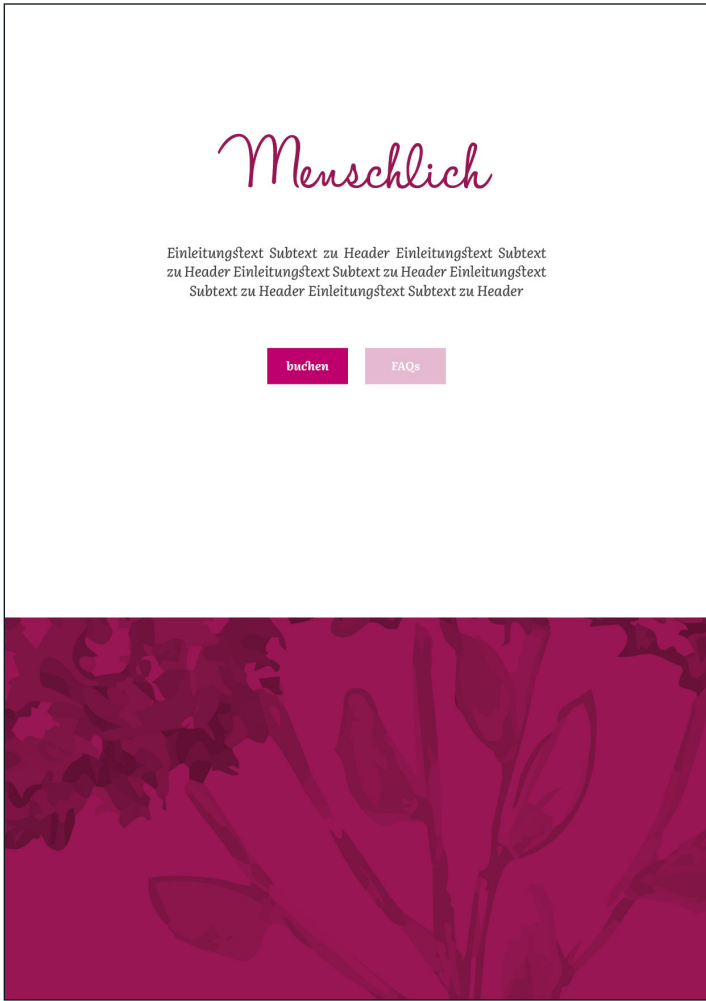 Menschlich
Einleitungstext Subtext zu Header Einleitungstext Subtext
zu Header Einleitungstext Subtext zu Header Einleitungstext
Subtext zu Header Einleitungstext Subtext zu Header
buchen
FAQs